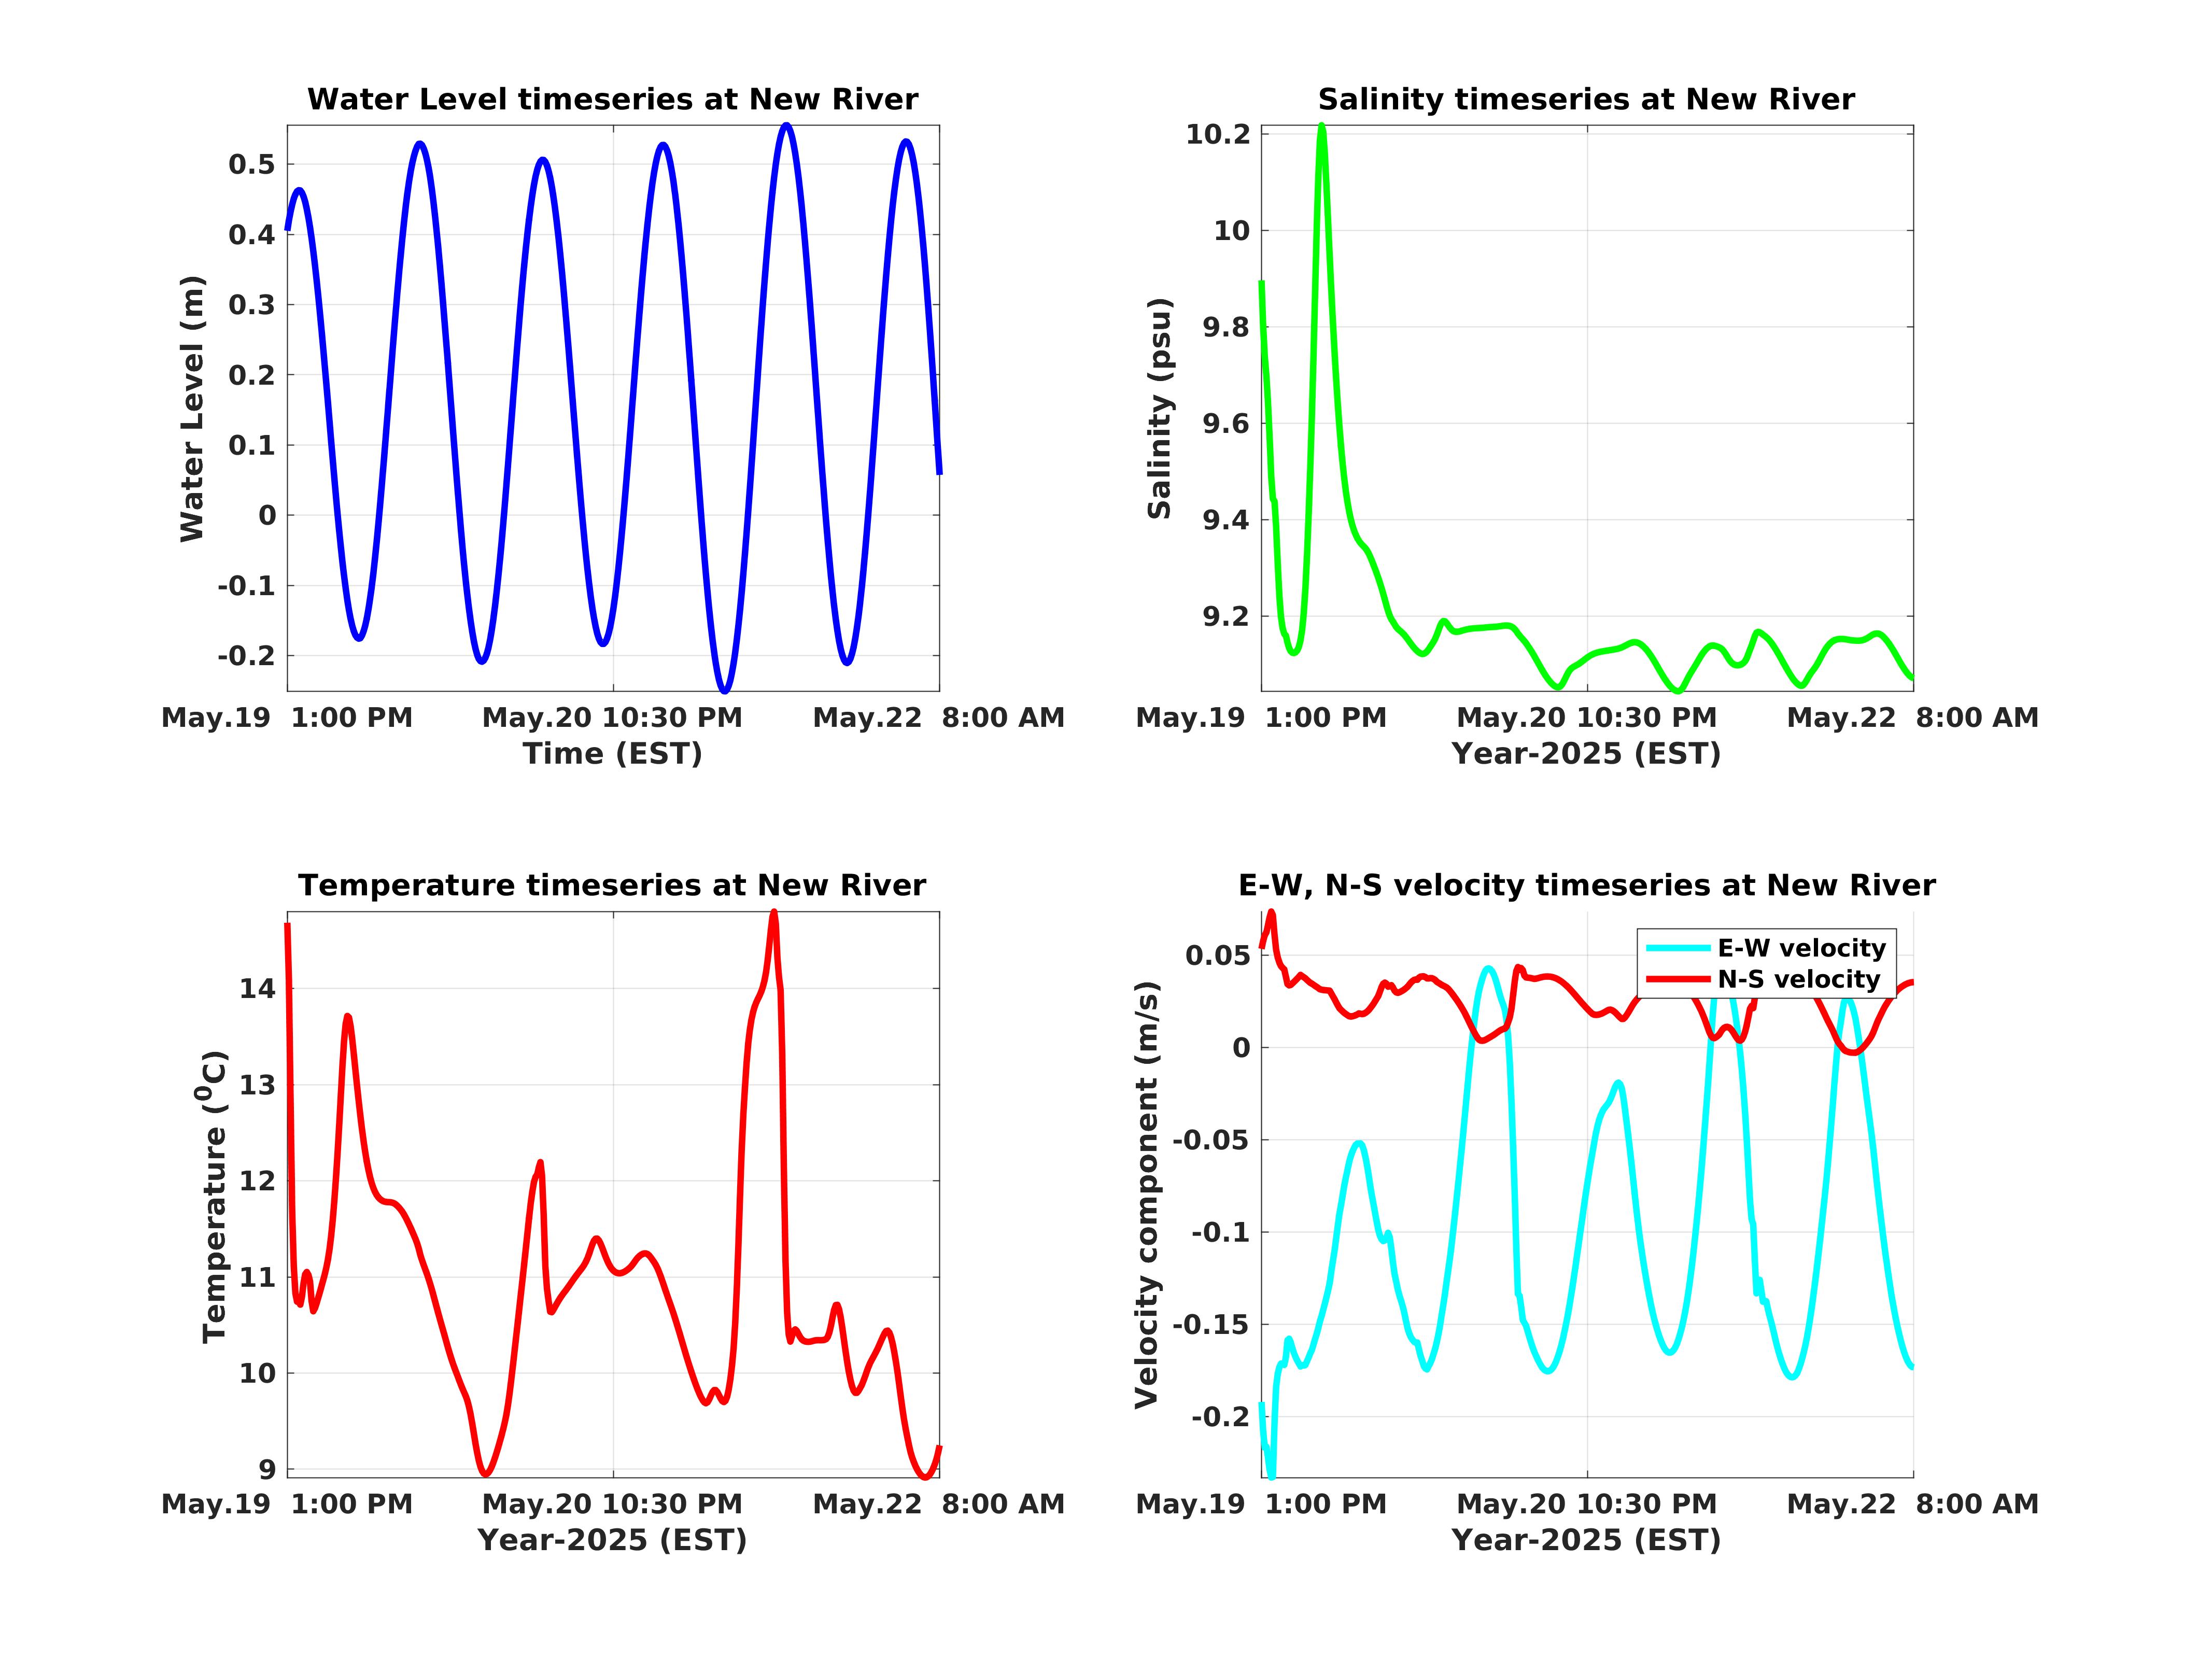 Water Level timeseries at New River
0.5
0.4
0.3
0.2
0.1
0
-0.1
-0.2
Water Level (m)
May.19  1:00 PM
May.20 10:30 PM
May.22  8:00 AM
Time (EST)
Salinity timeseries at New River
10.2
10
9.8
9.6
9.4
9.2
Salinity (psu)
May.19  1:00 PM
May.20 10:30 PM
May.22  8:00 AM
Year-2025 (EST)
Temperature timeseries at New River
14
13
12
11
10
9
Temperature (⁰C)
May.19  1:00 PM
May.20 10:30 PM
May.22  8:00 AM
Year-2025 (EST)
E-W, N-S velocity timeseries at New River
E-W velocity
N-S velocity
0.05
0
-0.05
-0.1
-0.15
-0.2
Velocity component (m/s)
May.19  1:00 PM
May.20 10:30 PM
May.22  8:00 AM
Year-2025 (EST)